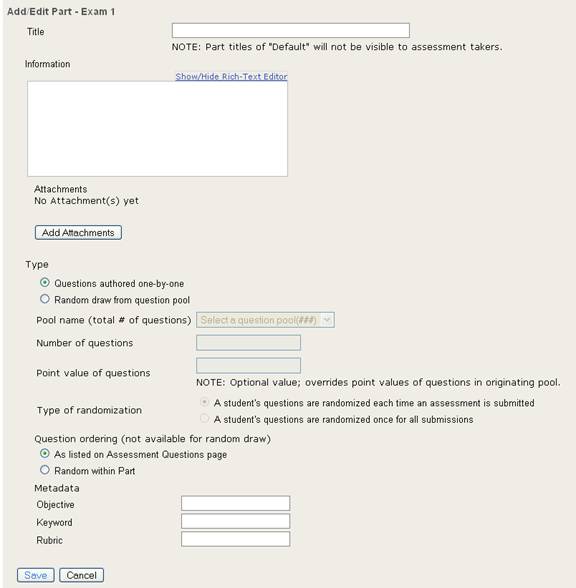 Add/Edit Part - Exam 1
Title
NOTE: Part titles of "Default" will not be visible to assessment takers.
Information
Show/Hide Rich-Text Editor
Attachments
No Attachment(s) yet
Add Attachments
Type
Questions authored one-by-one
Random draw from question pool
Pool name (total # of questions) Select a question pool(###)
Number of questions
Point value of questions
NOTE: Optional value; overrides point values of questions in originating pool.
Type of randomization
A student's questions are randomized each time an assessment is submitted
A student's questions are randomized once for all submissions
Question ordering (not available for random draw)
As listed on Assessment Questions page
Random within Part
Metadata
Objective
Keyword
Rubric
Save Cancel